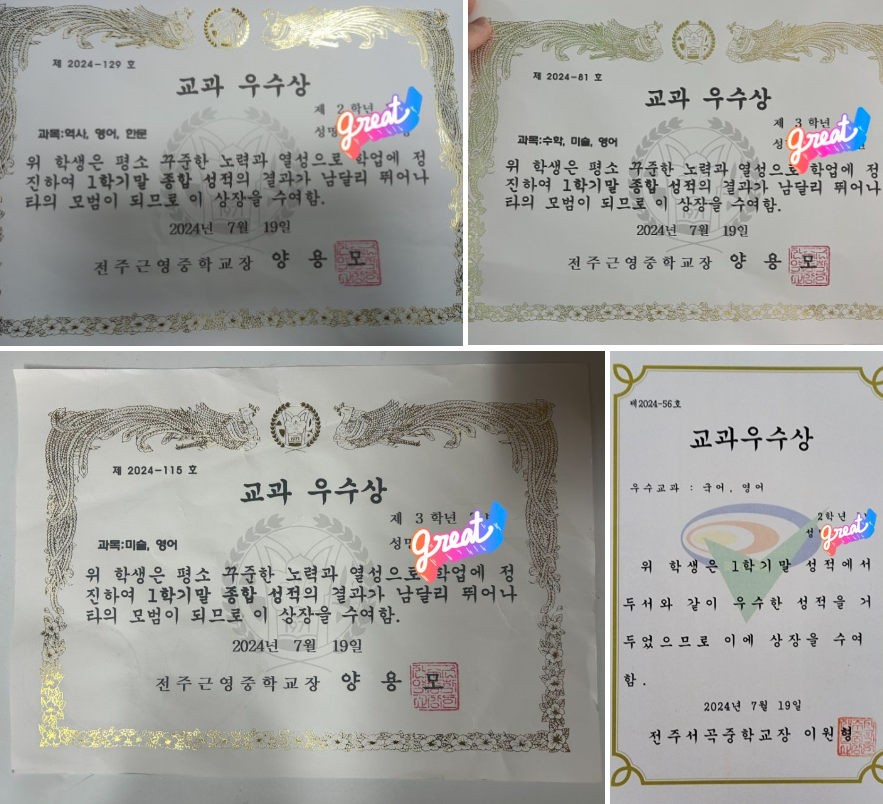 제 2024-129 호
교과 우수상
제 2 학년
과목:역사, 영어, 한문
great
위 학생은 평소 꾸준한 노력과 열성으로 학업에 정
진하여 1학기말 종합 성적의 결과가 남달리 뛰어나
타의 모범이 되므로 이 상장을 수여함.
2024년 7월 19일
전주근영중학교장 양 용 모
제 2024-81 호
교과 우수상
제 3 학년
과목:수학, 미술, 영어
great
위 학생은 평소 꾸준한 노력과 열성으로 학업에 정
진하여 1학기말 종합 성적의 결과가 남달리 뛰어나
타의 모범이 되므로 이 상장을 수여함.
2024년 7월 19일
전주근영중학교장 양 용 모
제 2024-115 호
교과 우수상
제 3 학년
과목:미술, 영어
성명
great
위 학생은 평소 꾸준한 노력과 열성으로 학업에 정
진하여 1학기말 종합 성적의 결과가 남달리 뛰어나
타의 모범이 되므로 이 상장을 수여함.
2024년 7월 19일
전주근영중학교장 양 용 모
제2024-56호
교과우수상
우수교과 : 국어, 영어
2학년
great
위 학생은 1학기말 성적에서
두서와 같이 우수한 성적을 거
두었으므로 이에 상장을 수여
함.
2024년 7월 19일
전주서곡중학교장 이원형